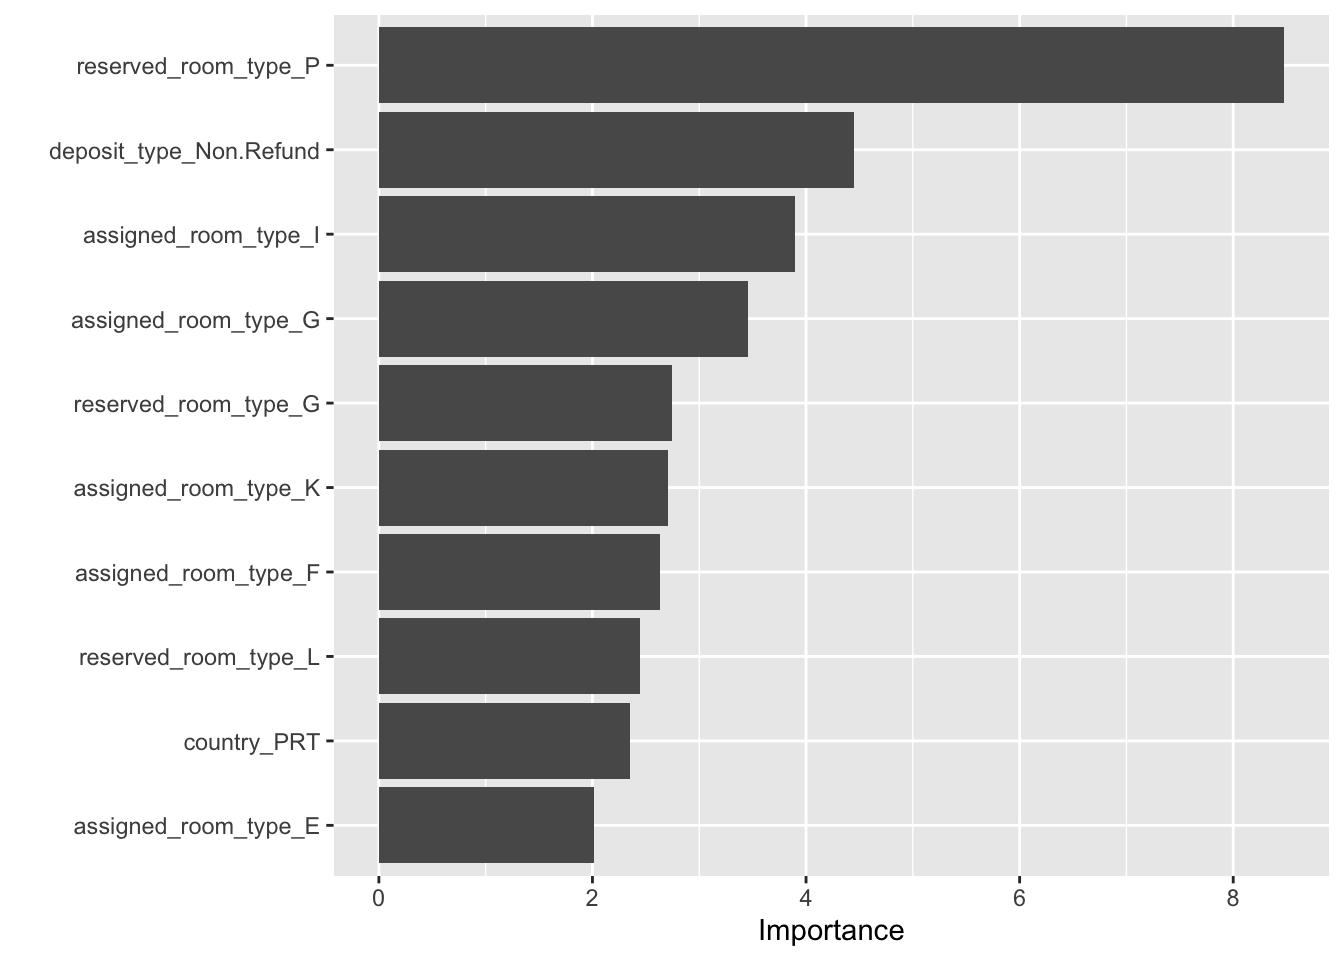 reserved_room_type_P
deposit_type_Non.Refund
assigned_room_type_I
assigned_room_type_G
reserved_room_type_G
assigned_room_type_K
assigned_room_type_F
reserved_room_type_L
country_PRT
assigned_room_type_E
0 2 4 6 8
Importance